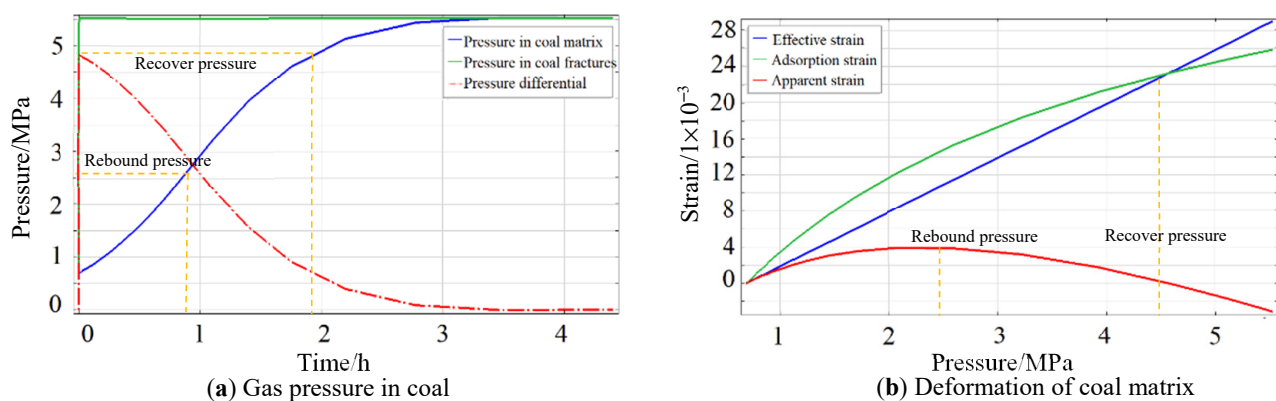 Pressure/MPa
5
4
3
2
1
0
Pressure in coal matrix
Pressure in coal fractures
Pressure differential
Recover pressure
Rebound pressure
0 1 2 3 4
Time/h
(a) Gas pressure in coal
Strain/1×10⁻³
28
24
20
16
12
8
4
0
Effective strain
Adsorption strain
Apparent strain
Rebound pressure
Recover pressure
1 2 3 4 5
Pressure/MPa
(b) Deformation of coal matrix